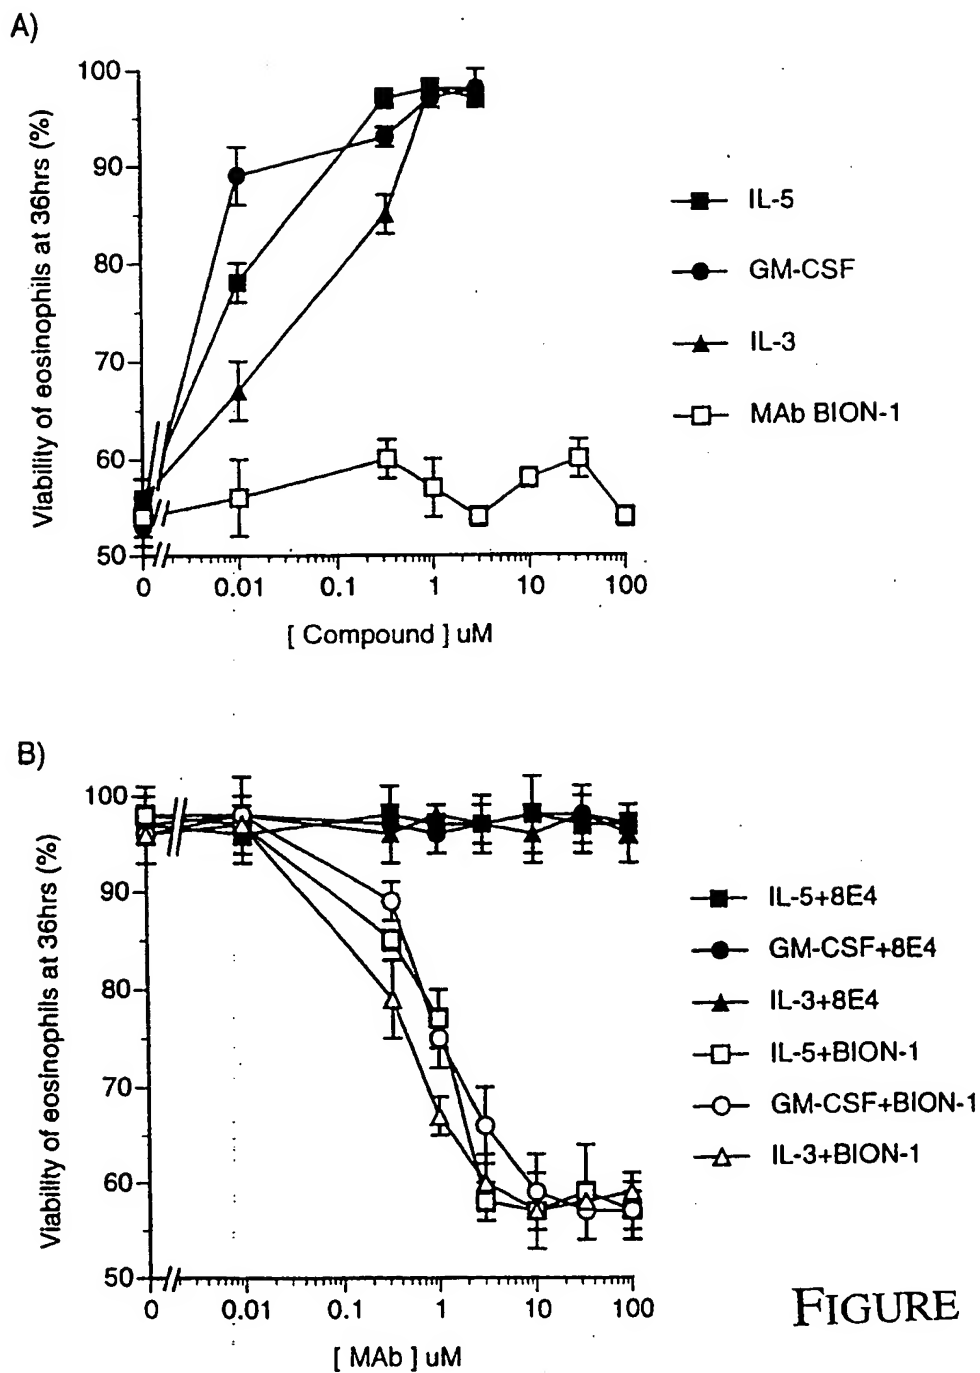 A)
Viability of eosinophils at 36hrs (%)
100
90
80
70
60
50
0
0.01
0.1
1
10
100
[ Compound ] uM
IL-5
GM-CSF
IL-3
MAb BION-1
B)
Viability of eosinophils at 36hrs (%)
100
90
80
70
60
50
0
0.01
0.1
1
10
100
[ MAb ] uM
IL-5+8E4
GM-CSF+8E4
IL-3+8E4
IL-5+BION-1
GM-CSF+BION-1
IL-3+BION-1
FIGURE